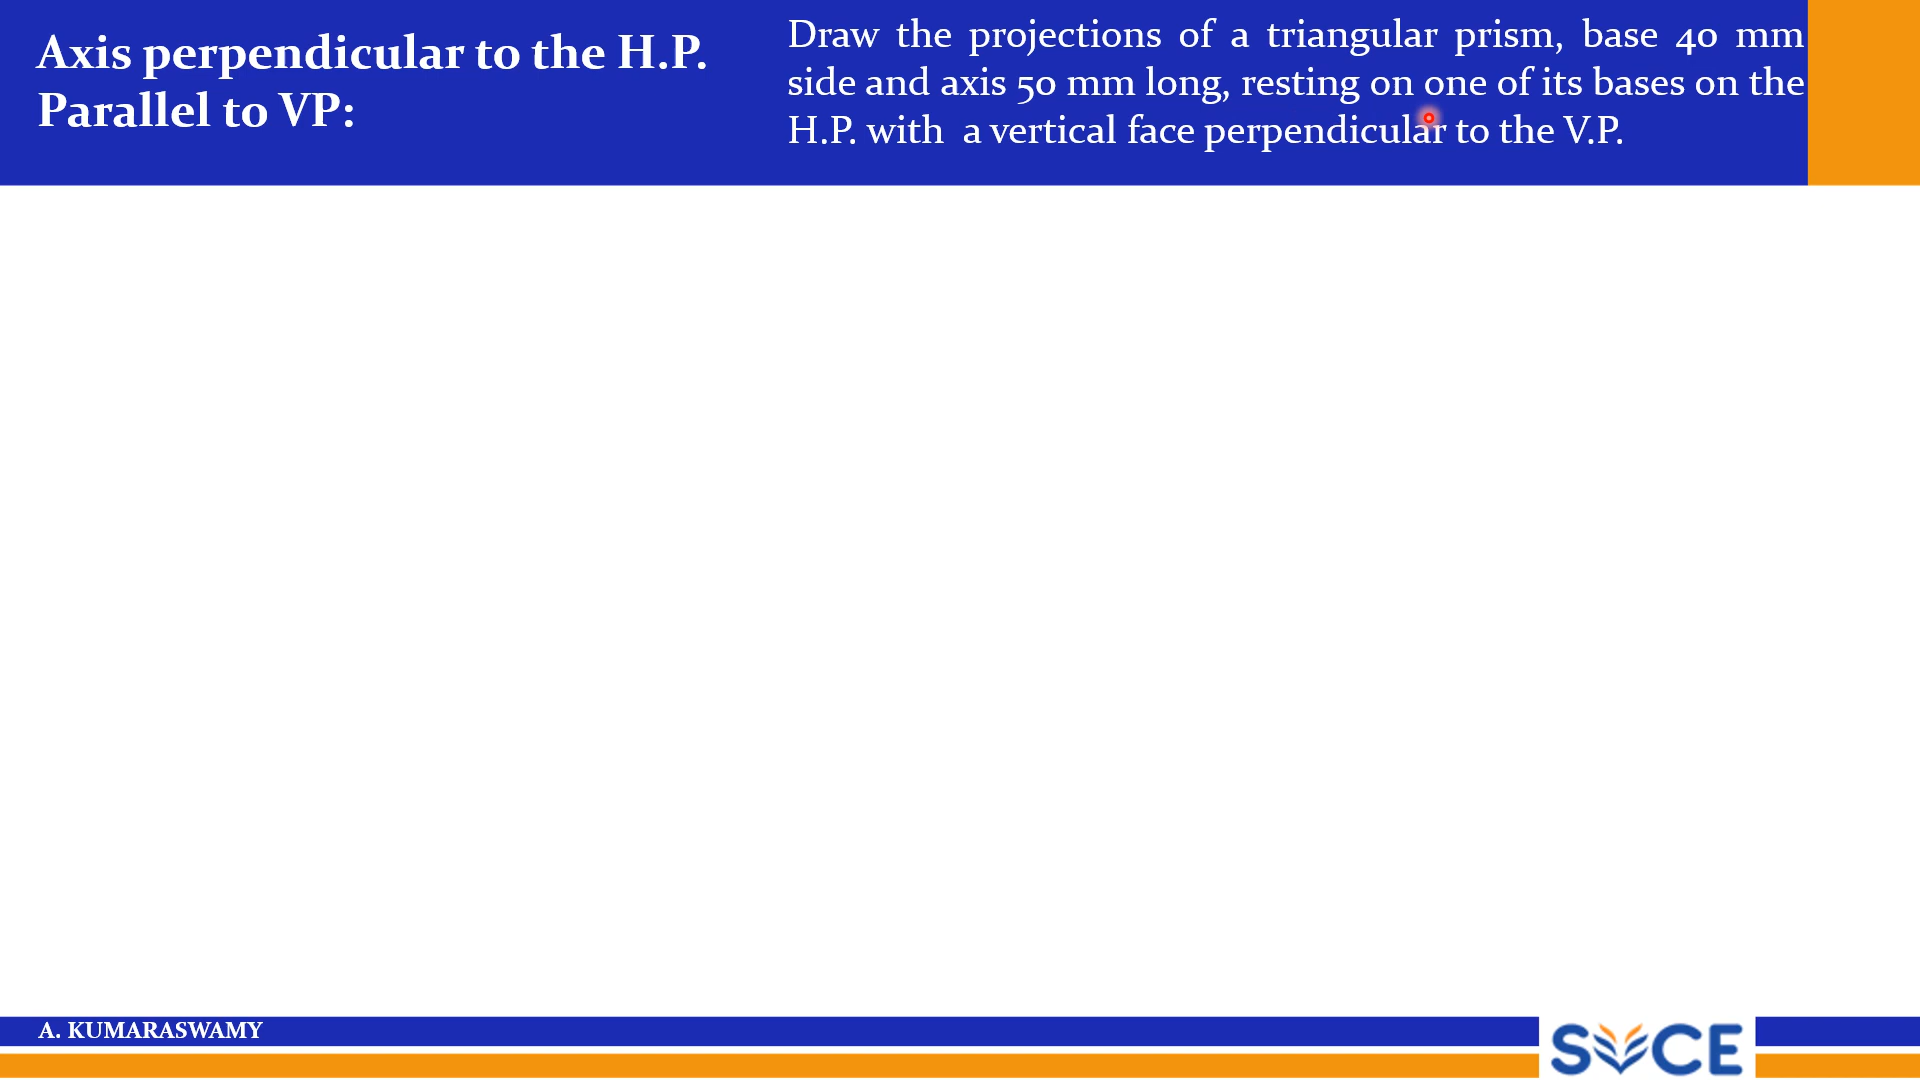 Axis perpendicular to the H.P.
Parallel to VP:
Draw the projections of a triangular prism, base 40 mm
side and axis 50 mm long, resting on one of its bases on the
H.P. with a vertical face perpendicular to the V.P.
A. KUMARASWAMY
SVCE